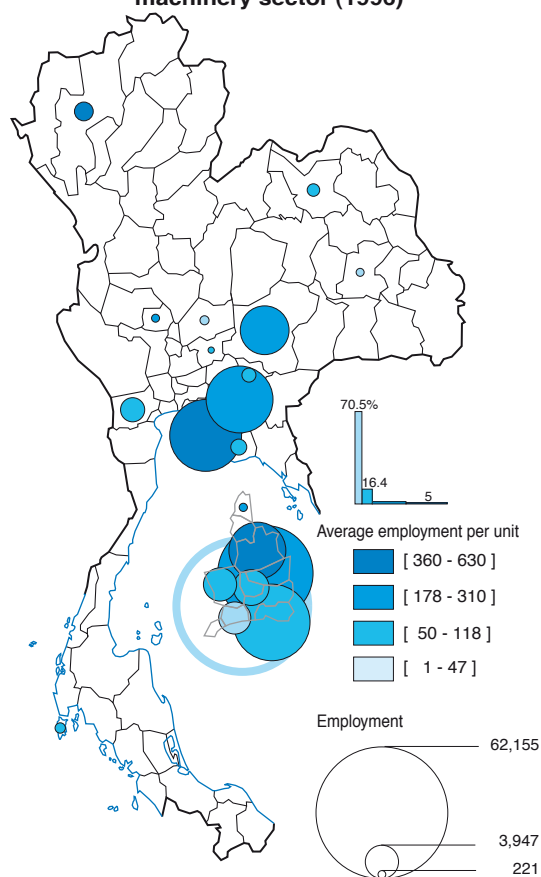 machinery sector (1996)
70.5%
16.4
5
Average employment per unit
[ 360 - 630 ]
[ 178 - 310 ]
[ 50 - 118 ]
[ 1 - 47 ]
Employment
62,155
3,947
221